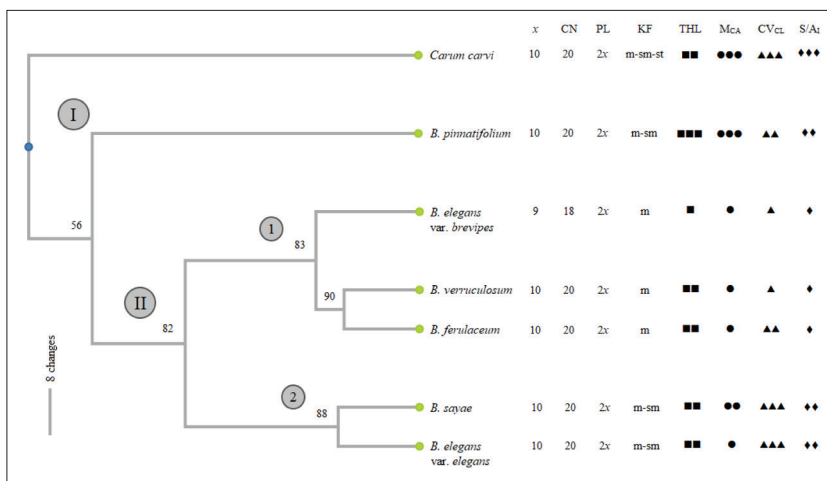 x CN PL KF THL MCA CVCL S/AI
Carum carvi 10 20 2x m-sm-st ■■ ●●● ▲▲▲ ♦♦♦
I
B. pinnatifolium 10 20 2x m-sm ■■■ ●●● ▲▲ ♦♦
B. elegans 9 18 2x m ■ ● ▲ ♦
var. brevipes
1
56
83
B. verruculosum 10 20 2x m ■■ ● ▲ ♦
90
II
82
B. ferulaceum 10 20 2x m ■■ ● ▲▲ ♦
8 changes
2
B. sayae 10 20 2x m-sm ■■ ●● ▲▲▲ ♦♦
88
B. elegans 10 20 2x m-sm ■■ ● ▲▲▲ ♦♦
var. elegans